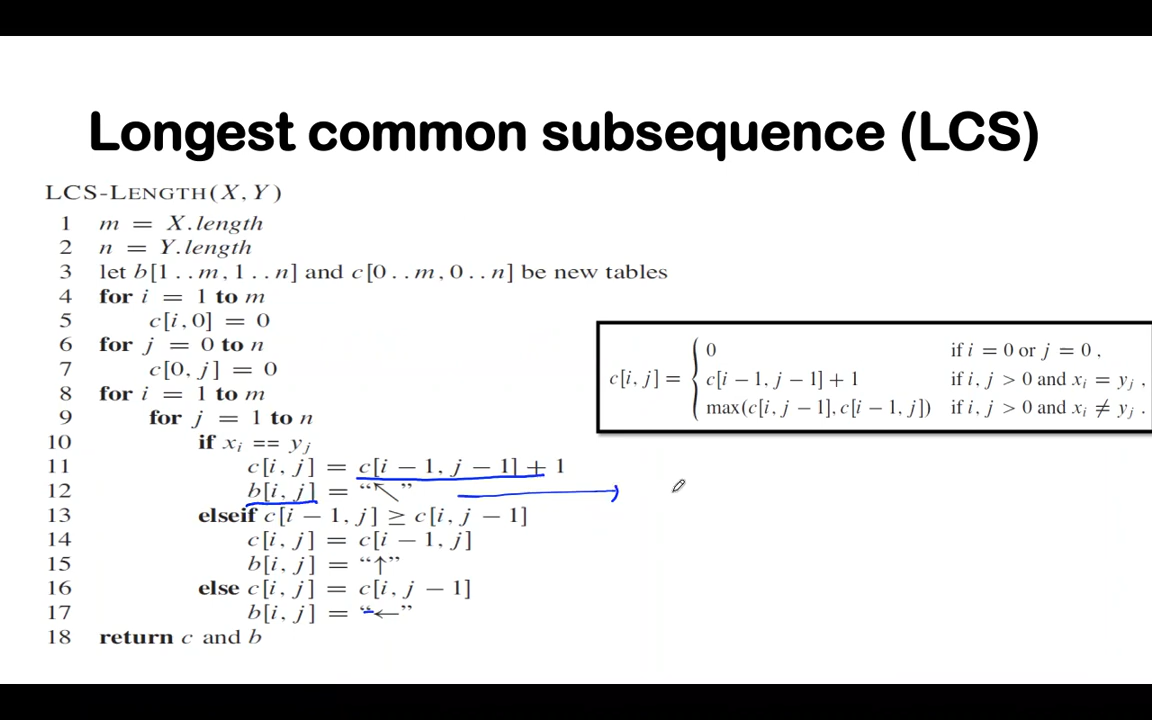 Longest common subsequence (LCS)
LCS-LENGTH(X, Y)
1 m = X.length
2 n = Y.length
3 let b[1..m, 1..n] and c[0..m, 0..n] be new tables
4 for i = 1 to m
5 c[i, 0] = 0
6 for j = 0 to n
7 c[0, j] = 0
8 for i = 1 to m
9 for j = 1 to n
10 if xᵢ == yⱼ
11 c[i, j] = c[i − 1, j − 1] + 1
12 b[i, j] = “↖”
13 elseif c[i − 1, j] ≥ c[i, j − 1]
14 c[i, j] = c[i − 1, j]
15 b[i, j] = “↑”
16 else c[i, j] = c[i, j − 1]
17 b[i, j] = “←”
18 return c and b
c[i, j] = { 0 if i = 0 or j = 0 ,
c[i − 1, j − 1] + 1 if i, j > 0 and xᵢ = yⱼ ,
max(c[i, j − 1], c[i − 1, j]) if i, j > 0 and xᵢ ≠ yⱼ .